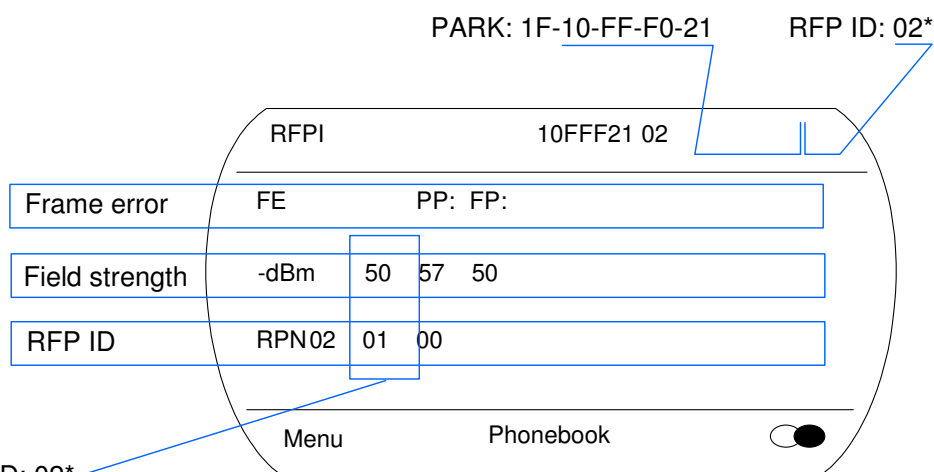 PARK: 1F-10-FF-F0-21 RFP ID: 02*
RFPI 10FFF21 02
Frame error FE PP: FP:
Field strength -dBm 50 57 50
RFP ID RPN02 01 00
Menu Phonebook
D: 02*